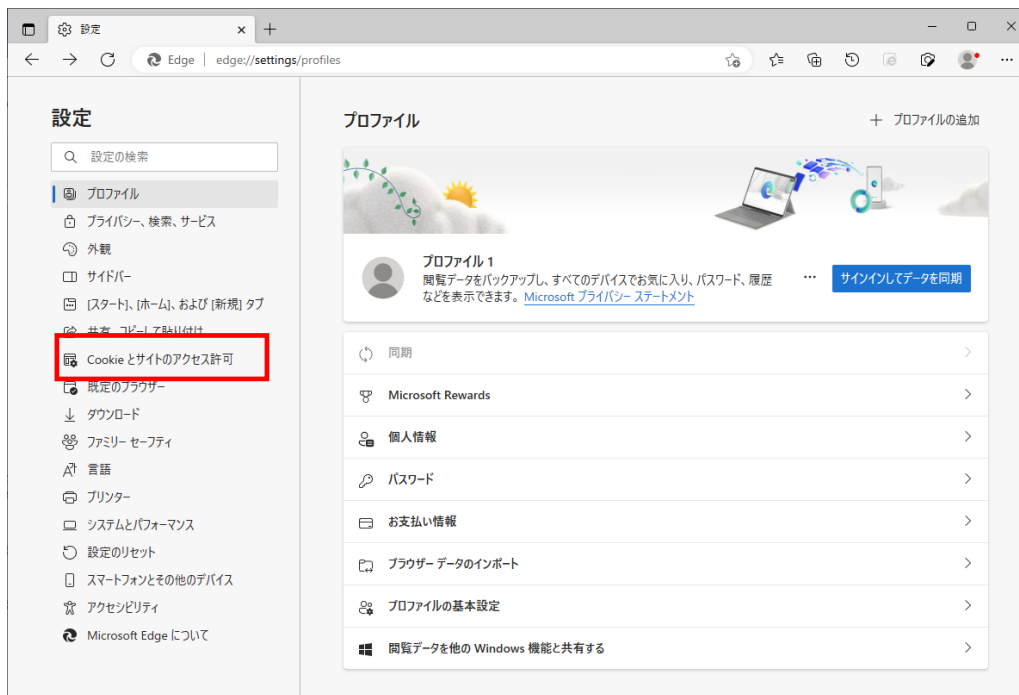 設定
Edge | edge://settings/profiles
設定
設定の検索
プロファイル
プライバシー、検索、サービス
外観
サイドバー
[スタート]、[ホーム]、および [新規] タブ
共有、コピーして貼り付け
Cookie とサイトのアクセス許可
既定のブラウザー
ダウンロード
ファミリー セーフティ
言語
プリンター
システムとパフォーマンス
設定のリセット
スマートフォンとその他のデバイス
アクセシビリティ
Microsoft Edge について
プロファイル
プロファイルの追加
プロファイル 1
閲覧データをバックアップし、すべてのデバイスでお気に入り、パスワード、履歴
などを表示できます。Microsoft プライバシー ステートメント
サインインしてデータを同期
同期
Microsoft Rewards
個人情報
パスワード
お支払い情報
ブラウザー データのインポート
プロファイルの基本設定
閲覧データを他の Windows 機能と共有する